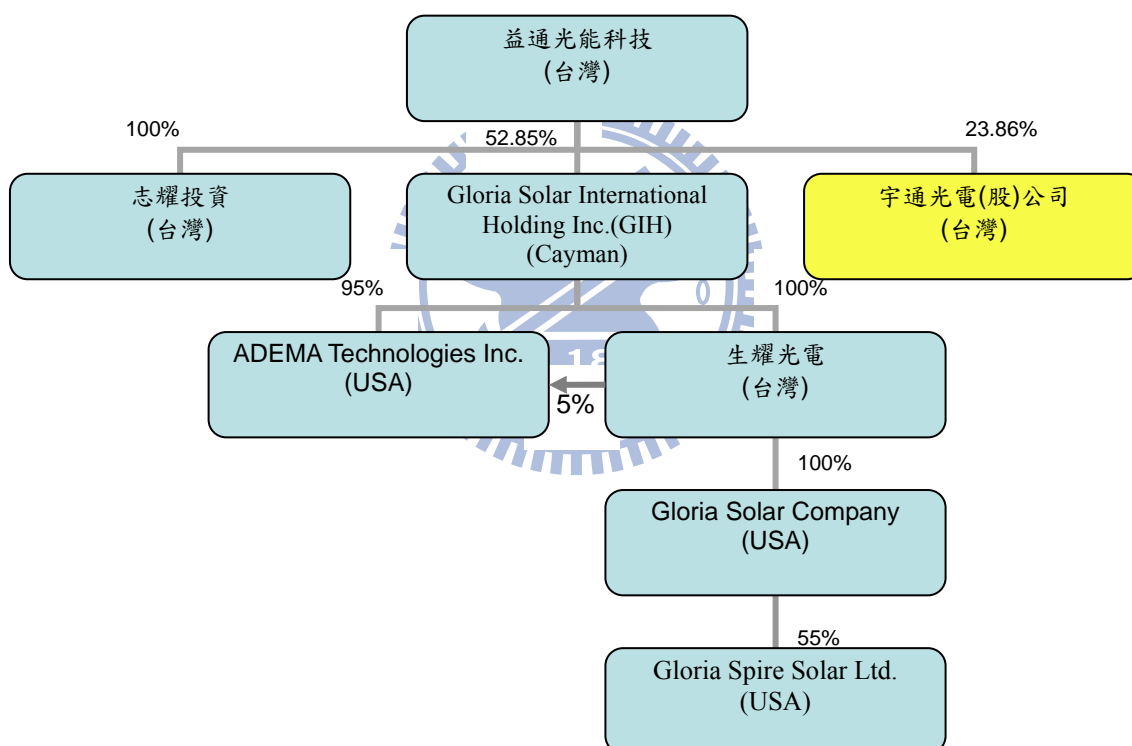 益通光能科技
(台灣)
100%
52.85%
23.86%
志耀投資
(台灣)
Gloria Solar International
Holding Inc.(GIH)
(Cayman)
宇通光電(股)公司
(台灣)
95%
100%
ADEMA Technologies Inc.
(USA)
生耀光電
(台灣)
18
5%
100%
Gloria Solar Company
(USA)
55%
Gloria Spire Solar Ltd.
(USA)